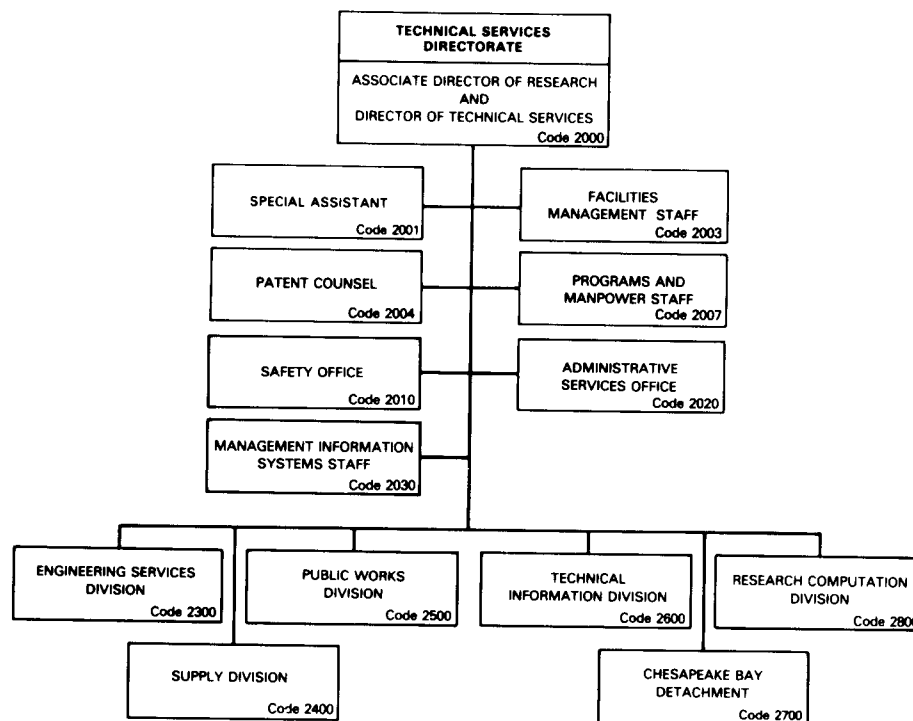 TECHNICAL SERVICES
DIRECTORATE
ASSOCIATE DIRECTOR OF RESEARCH
AND
DIRECTOR OF TECHNICAL SERVICES
Code 2000
SPECIAL ASSISTANT
Code 2001
FACILITIES
MANAGEMENT STAFF
Code 2003
PATENT COUNSEL
Code 2004
PROGRAMS AND
MANPOWER STAFF
Code 2007
SAFETY OFFICE
Code 2010
ADMINISTRATIVE
SERVICES OFFICE
Code 2020
MANAGEMENT INFORMATION
SYSTEMS STAFF
Code 2030
ENGINEERING SERVICES
DIVISION
Code 2300
SUPPLY DIVISION
Code 2400
PUBLIC WORKS
DIVISION
Code 2500
TECHNICAL
INFORMATION DIVISION
Code 2600
CHESAPEAKE BAY
DETACHMENT
Code 2700
RESEARCH COMPUTATION
DIVISION
Code 2800